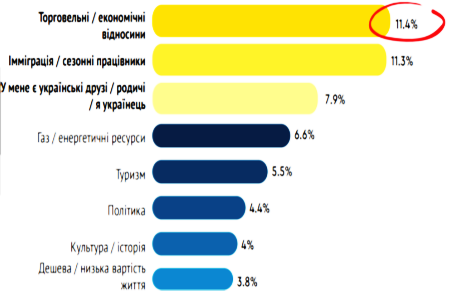 Торговельні / економічні
відносини
11.4%
Імміграція / сезонні працівники
11.3%
У мене є українські друзі / родичі
/ я українець
7.9%
Газ / енергетичні ресурси
6.6%
Туризм
5.5%
Політика
4.4%
Культура / історія
4%
Дешева / низька вартість
життя
3.8%